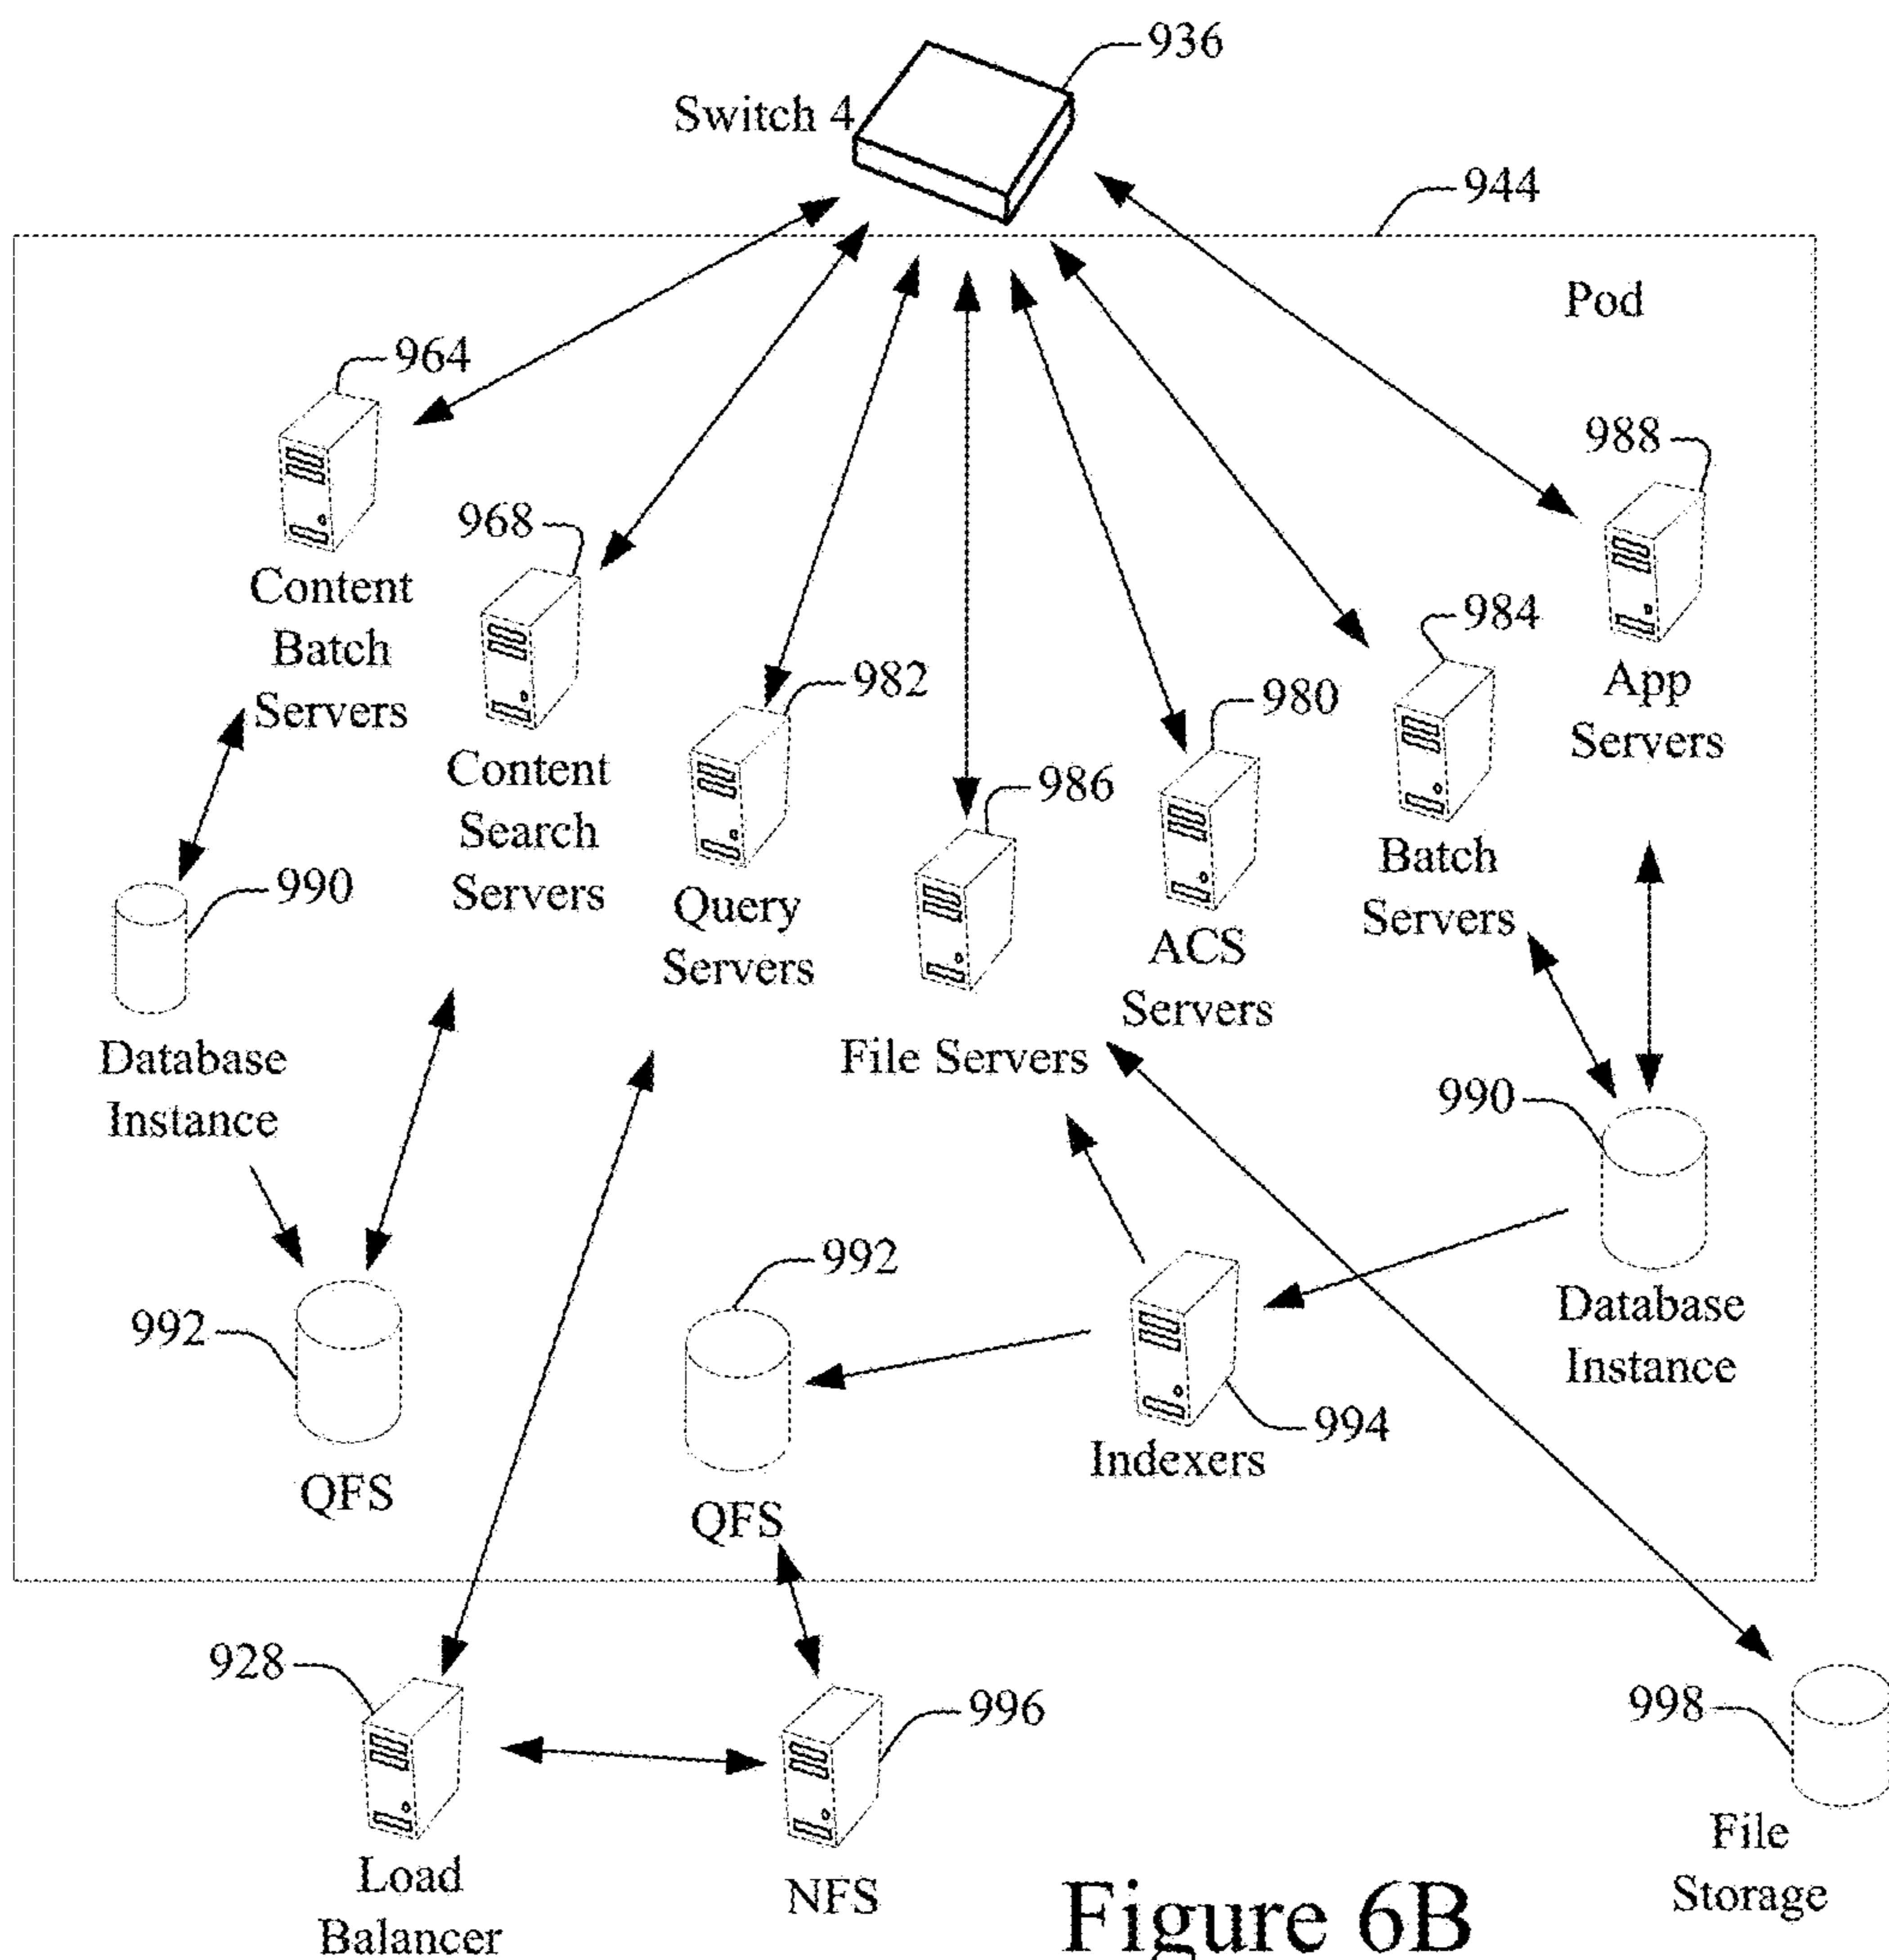 936
Switch 4
944
Pod
964
Content
Batch
Servers
968
Content
Search
Servers
982
Query
Servers
986
File Servers
980
ACS
Servers
984
Batch
Servers
988
App
Servers
990
Database
Instance
990
Database
Instance
992
QFS
992
QFS
994
Indexers
928
Load
Balancer
996
NFS
998
File
Storage
Figure 6B